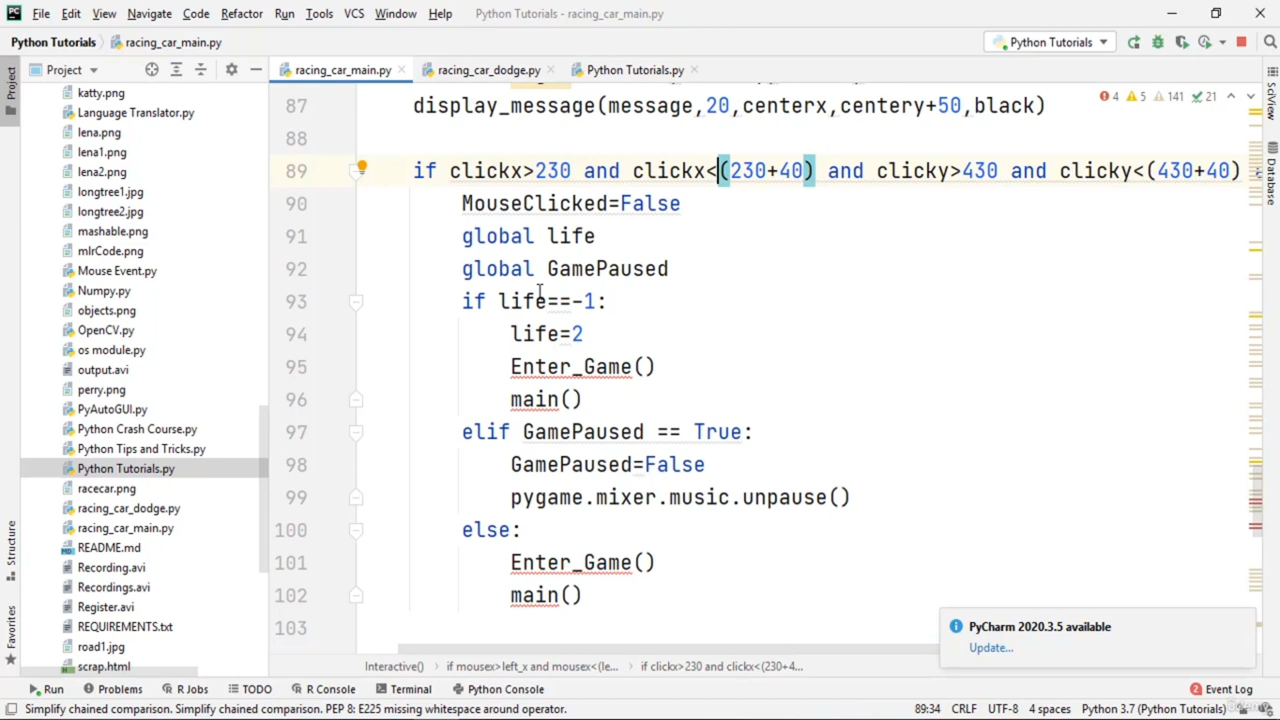 File Edit View Navigate Code Refactor Run Tools VCS Window Help Python Tutorials - racing_car_main.py
Python Tutorials racing_car_main.py Python Tutorials
Project racing_car_main.py racing_car_dodge.py Python Tutorials.py
Project
Structure
Favorites
katty.png
Language Translator.py
lena.png
lena1.png
lena2.png
longtree1.jpg
longtree2.jpg
mashable.png
mlrCode.png
Mouse Event.py
Numpy.py
objects.png
OpenCV.py
os module.py
output.avi
perry.png
PyAutoGUI.py
Python Crash Course.py
Python Tips and Tricks.py
Python Tutorials.py
racecar.png
racing_car_dodge.py
racing_car_main.py
README.md
Recording.avi
Recordings.avi
Register.avi
REQUIREMENTS.txt
road1.jpg
scrap.html
4 5 141 21
87 display_message(message,20,centerx,centery+50,black)
88
89 if clickx>230 and clickx<(230+40) and clicky>430 and clicky<(430+40)
90 MouseClicked=False
91 global life
92 global GamePaused
93 if life==-1:
94 life=2
95 Enter_Game()
96 main()
97 elif GamePaused == True:
98 GamePaused=False
99 pygame.mixer.music.unpause()
100 else:
101 Enter_Game()
102 main()
103
SciView
Database
PyCharm 2020.3.5 available
Update...
Interactive() if mousex>left_x and mousex<(le... if clickx>230 and clickx<(230+4...
Run Problems R Jobs TODO R Console Terminal Python Console Event Log
Simplify chained comparison. Simplify chained comparison. PEP 8: E225 missing whitespace around operator. 89:34 CRLF UTF-8 4 spaces Python 3.7 (Python Tutorials)